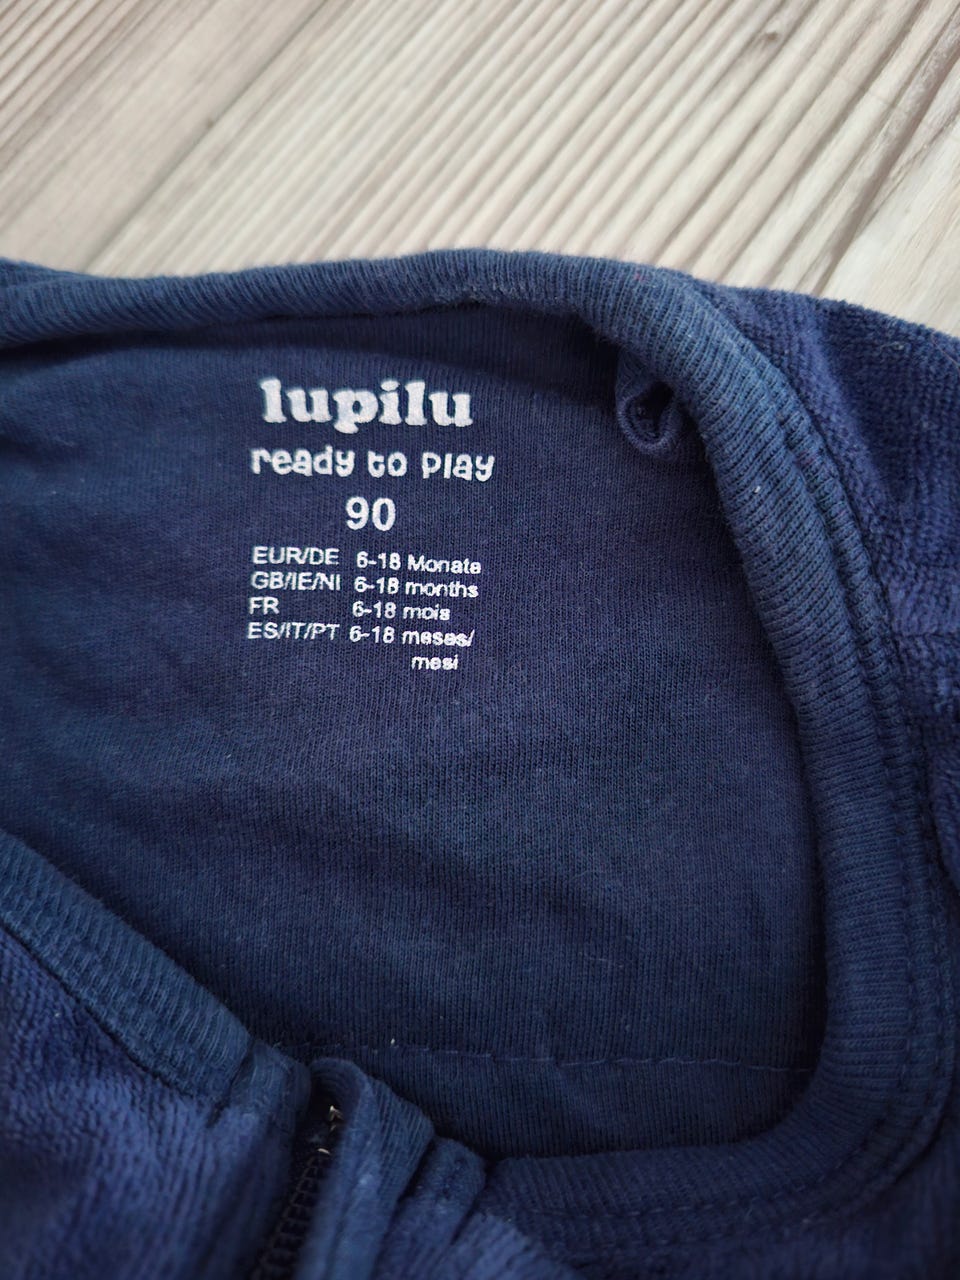 lupilu
ready to play
90
EUR/DE 6-18 Monate
GB/IE/NI 6-18 months
FR 6-18 mois
ES/IT/PT 6-18 meses/
mesi